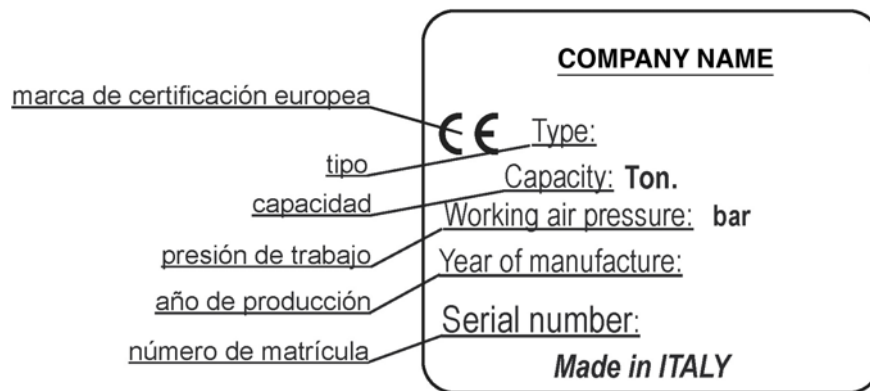 COMPANY NAME
marca de certificación europea
CE Type:
tipo
Capacity: Ton.
capacidad
Working air pressure: bar
presión de trabajo
Year of manufacture:
año de producción
Serial number:
número de matrícula
Made in ITALY